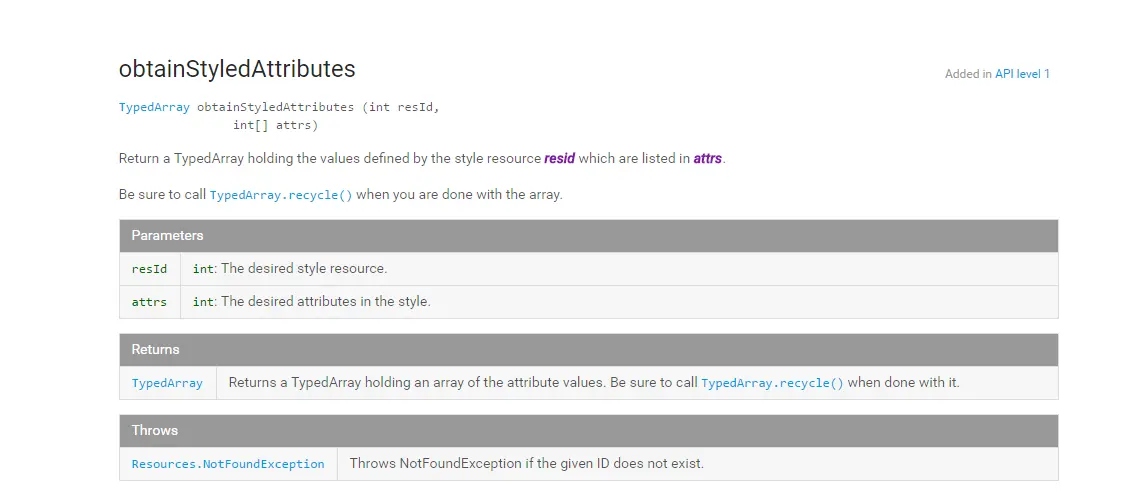 obtainStyledAttributes
Added in API level 1
TypedArray obtainStyledAttributes (int resId,
int[] attrs)
Return a TypedArray holding the values defined by the style resource resid which are listed in attrs.
Be sure to call TypedArray.recycle() when you are done with the array.
Parameters
resId int: The desired style resource.
attrs int: The desired attributes in the style.
Returns
TypedArray Returns a TypedArray holding an array of the attribute values. Be sure to call TypedArray.recycle() when done with it.
Throws
Resources.NotFoundException Throws NotFoundException if the given ID does not exist.